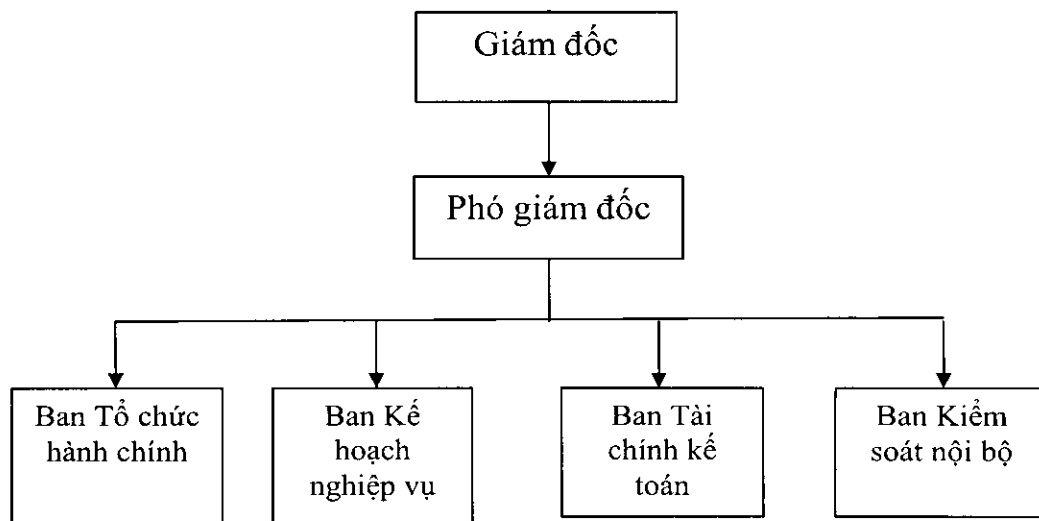 Giám đốc
Phó giám đốc
Ban Tổ chức
hành chính
Ban Kế
hoạch
nghiệp vụ
Ban Tài
chính kế
toán
Ban Kiểm
soát nội bộ